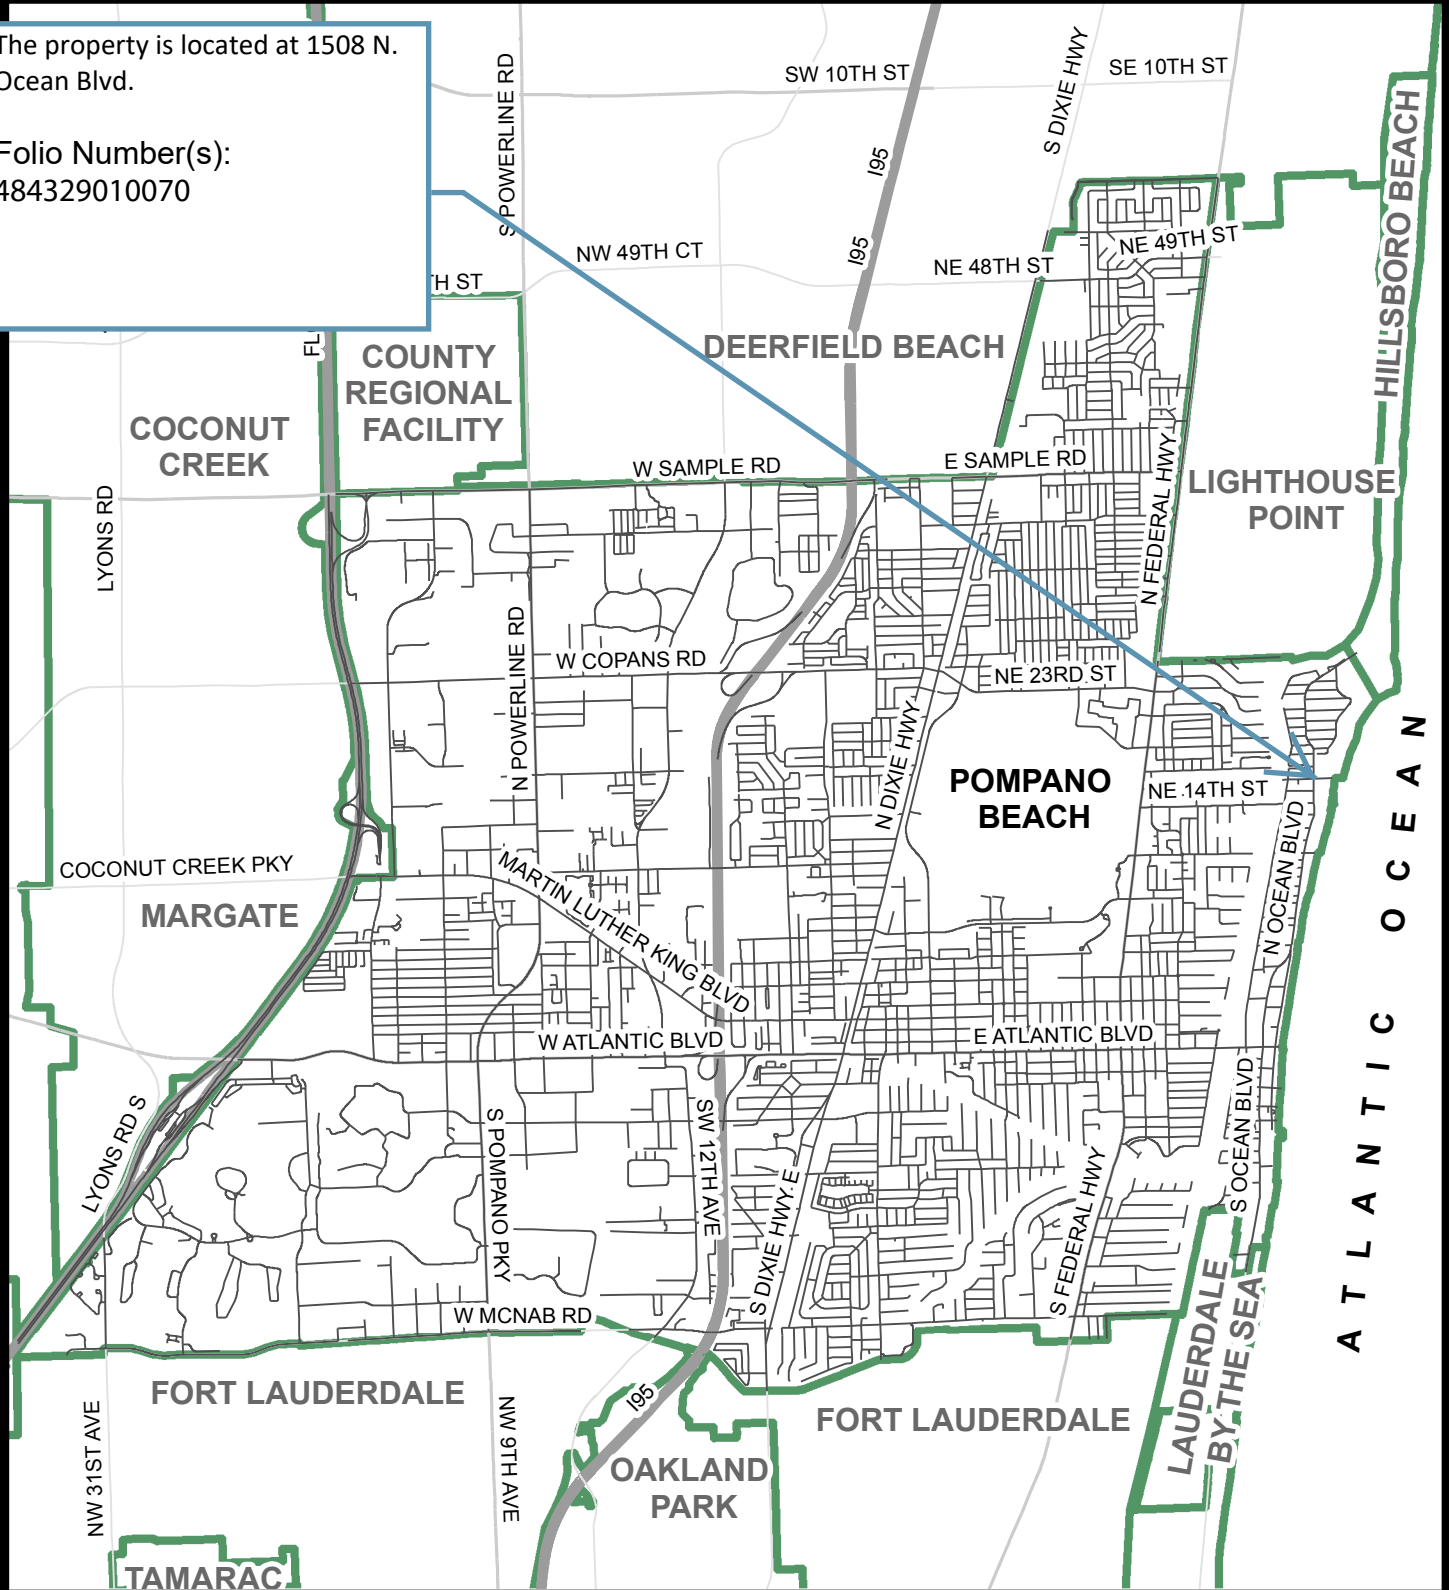 The property is located at 1508 N.
Ocean Blvd.
Folio Number(s):
484329010070
SW 10TH ST
SE 10TH ST
S POWERLINE RD
S DIXIE HWY
I95
HILLSBORO BEACH
NE 49TH ST
NW 49TH CT
I95
NE 48TH ST
TH ST
FL
DEERFIELD BEACH
COUNTY
REGIONAL
FACILITY
COCONUT
CREEK
W SAMPLE RD
E SAMPLE RD
LIGHTHOUSE
POINT
LYONS RD
N FEDERAL HWY
N POWERLINE RD
W COPANS RD
NE 23RD ST
N DIXIE HWY
POMPANO
BEACH
NE 14TH ST
N OCEAN BLVD
COCONUT CREEK PKY
MARGATE
MARTIN LUTHER KING BLVD
ATLANTIC OCEAN
W ATLANTIC BLVD
E ATLANTIC BLVD
LYONS RD S
S POMPANO PKY
SW 12TH AVE
S DIXIE HWY E
S FEDERAL HWY
S OCEAN BLVD
W MCNAB RD
LAUDERDALE
BY THE SEA
FORT LAUDERDALE
I95
FORT LAUDERDALE
NW 31ST AVE
NW 9TH AVE
OAKLAND
PARK
TAMARAC